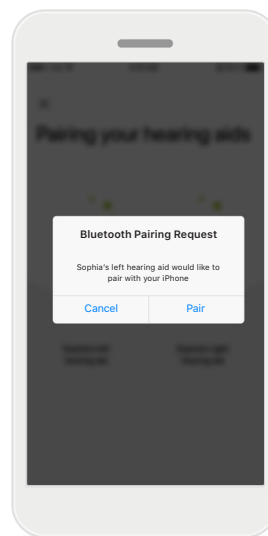 Pairing your hearing aids
Bluetooth Pairing Request
Sophia's left hearing aid would like to
pair with your iPhone
Cancel
Pair